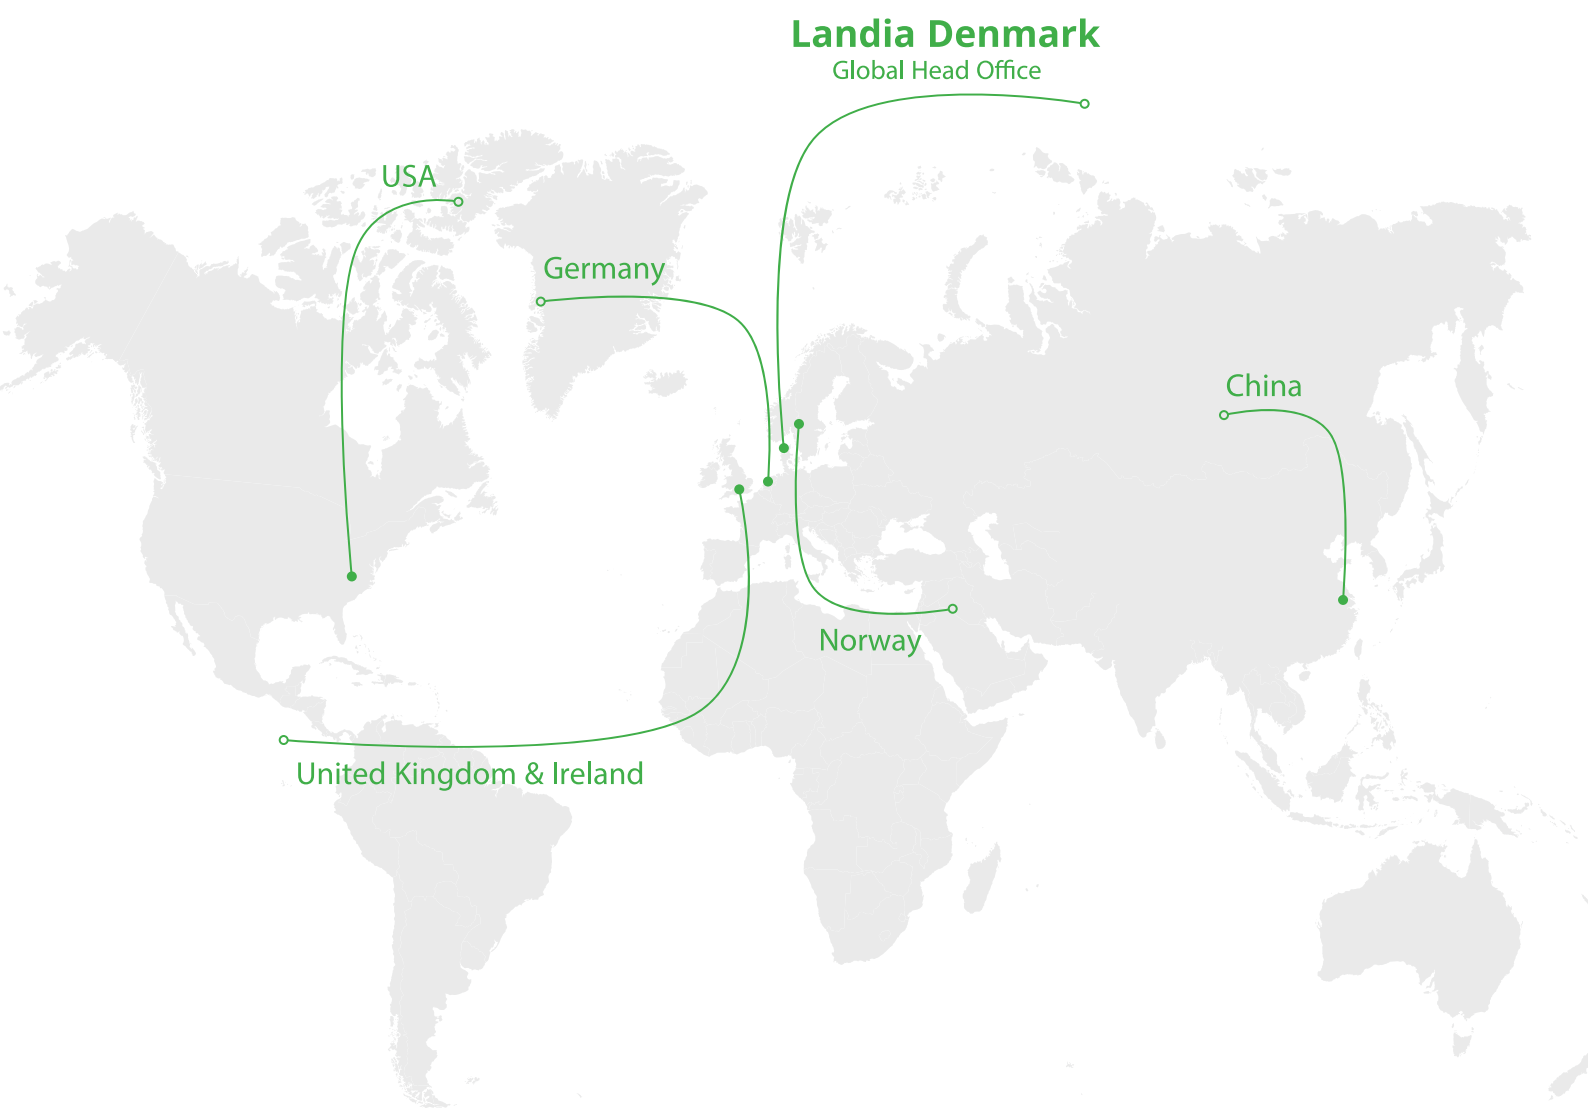 Landia Denmark
Global Head Office
USA
Germany
China
Norway
United Kingdom & Ireland